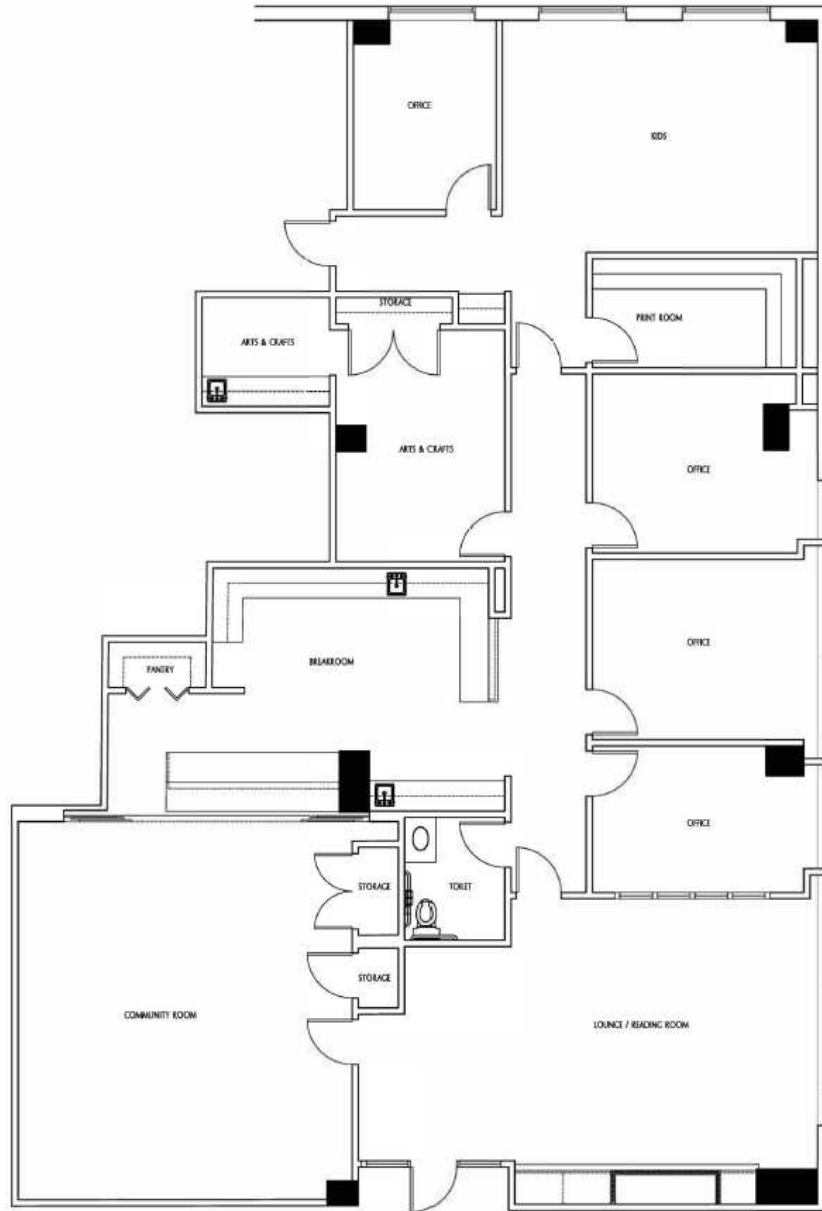 OFFICE
KIDS
STORAGE
PRINT ROOM
ARTS & CRAFTS
ARTS & CRAFTS
OFFICE
OFFICE
BREAKROOM
PANTRY
OFFICE
STORAGE
TOILET
STORAGE
COMMUNITY ROOM
LOUNGE / READING ROOM